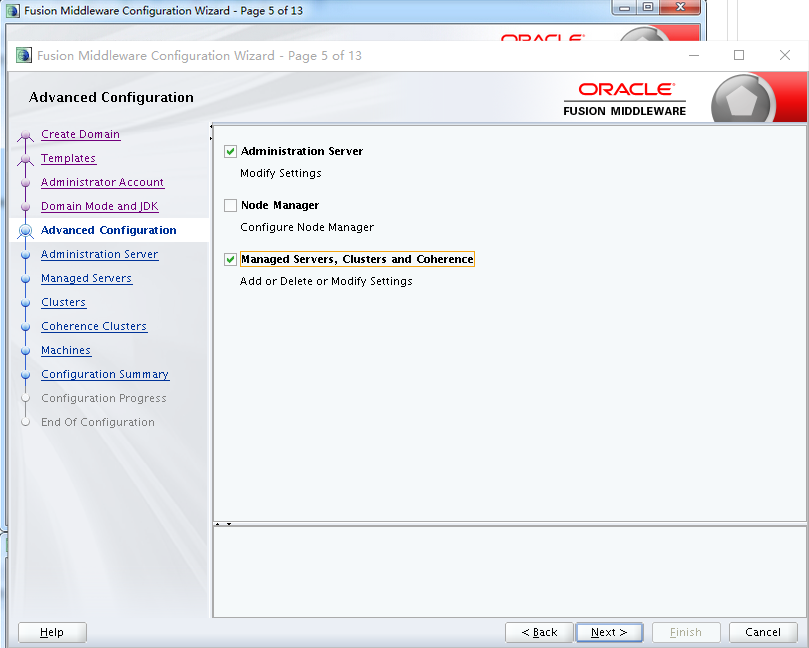 Fusion Middleware Configuration Wizard - Page 5 of 13
Fusion Middleware Configuration Wizard - Page 5 of 13
Advanced Configuration
ORACLE
FUSION MIDDLEWARE
Create Domain
Templates
Administrator Account
Domain Mode and JDK
Advanced Configuration
Administration Server
Managed Servers
Clusters
Coherence Clusters
Machines
Configuration Summary
Configuration Progress
End Of Configuration
Administration Server
Modify Settings
Node Manager
Configure Node Manager
Managed Servers, Clusters and Coherence
Add or Delete or Modify Settings
Help
< Back
Next >
Finish
Cancel